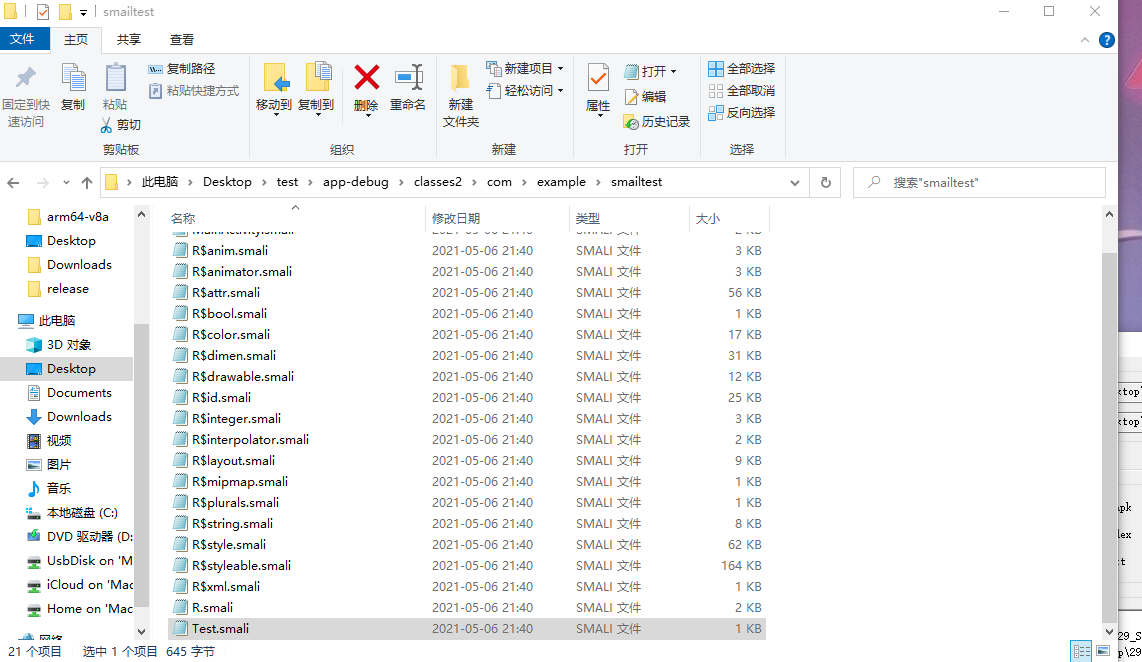 smailtest
文件 主页 共享 查看
固定到快速访问
复制
粘贴
复制路径
粘贴快捷方式
剪切
剪贴板
移动到 复制到 删除 重命名
组织
新建文件夹
新建项目
轻松访问
新建
属性
打开
编辑
历史记录
打开
全部选择
全部取消
反向选择
选择
此电脑 Desktop test app-debug classes2 com example smailtest
搜索"smailtest"
arm64-v8a
Desktop
Downloads
release
此电脑
3D 对象
Desktop
Documents
Downloads
视频
图片
音乐
本地磁盘 (C:)
DVD 驱动器 (D:
UsbDisk on 'M
iCloud on 'Mac
Home on 'Mac
网络
名称 修改日期 类型 大小
MainActivity.smali 2021-05-06 21:40 SMALI 文件 2 KB
R$anim.smali 2021-05-06 21:40 SMALI 文件 3 KB
R$animator.smali 2021-05-06 21:40 SMALI 文件 3 KB
R$attr.smali 2021-05-06 21:40 SMALI 文件 56 KB
R$bool.smali 2021-05-06 21:40 SMALI 文件 1 KB
R$color.smali 2021-05-06 21:40 SMALI 文件 17 KB
R$dimen.smali 2021-05-06 21:40 SMALI 文件 31 KB
R$drawable.smali 2021-05-06 21:40 SMALI 文件 12 KB
R$id.smali 2021-05-06 21:40 SMALI 文件 25 KB
R$integer.smali 2021-05-06 21:40 SMALI 文件 3 KB
R$interpolator.smali 2021-05-06 21:40 SMALI 文件 2 KB
R$layout.smali 2021-05-06 21:40 SMALI 文件 9 KB
R$mipmap.smali 2021-05-06 21:40 SMALI 文件 1 KB
R$plurals.smali 2021-05-06 21:40 SMALI 文件 1 KB
R$string.smali 2021-05-06 21:40 SMALI 文件 8 KB
R$style.smali 2021-05-06 21:40 SMALI 文件 62 KB
R$styleable.smali 2021-05-06 21:40 SMALI 文件 164 KB
R$xml.smali 2021-05-06 21:40 SMALI 文件 1 KB
R.smali 2021-05-06 21:40 SMALI 文件 2 KB
Test.smali 2021-05-06 21:40 SMALI 文件 1 KB
21 个项目 选中 1 个项目 645 字节